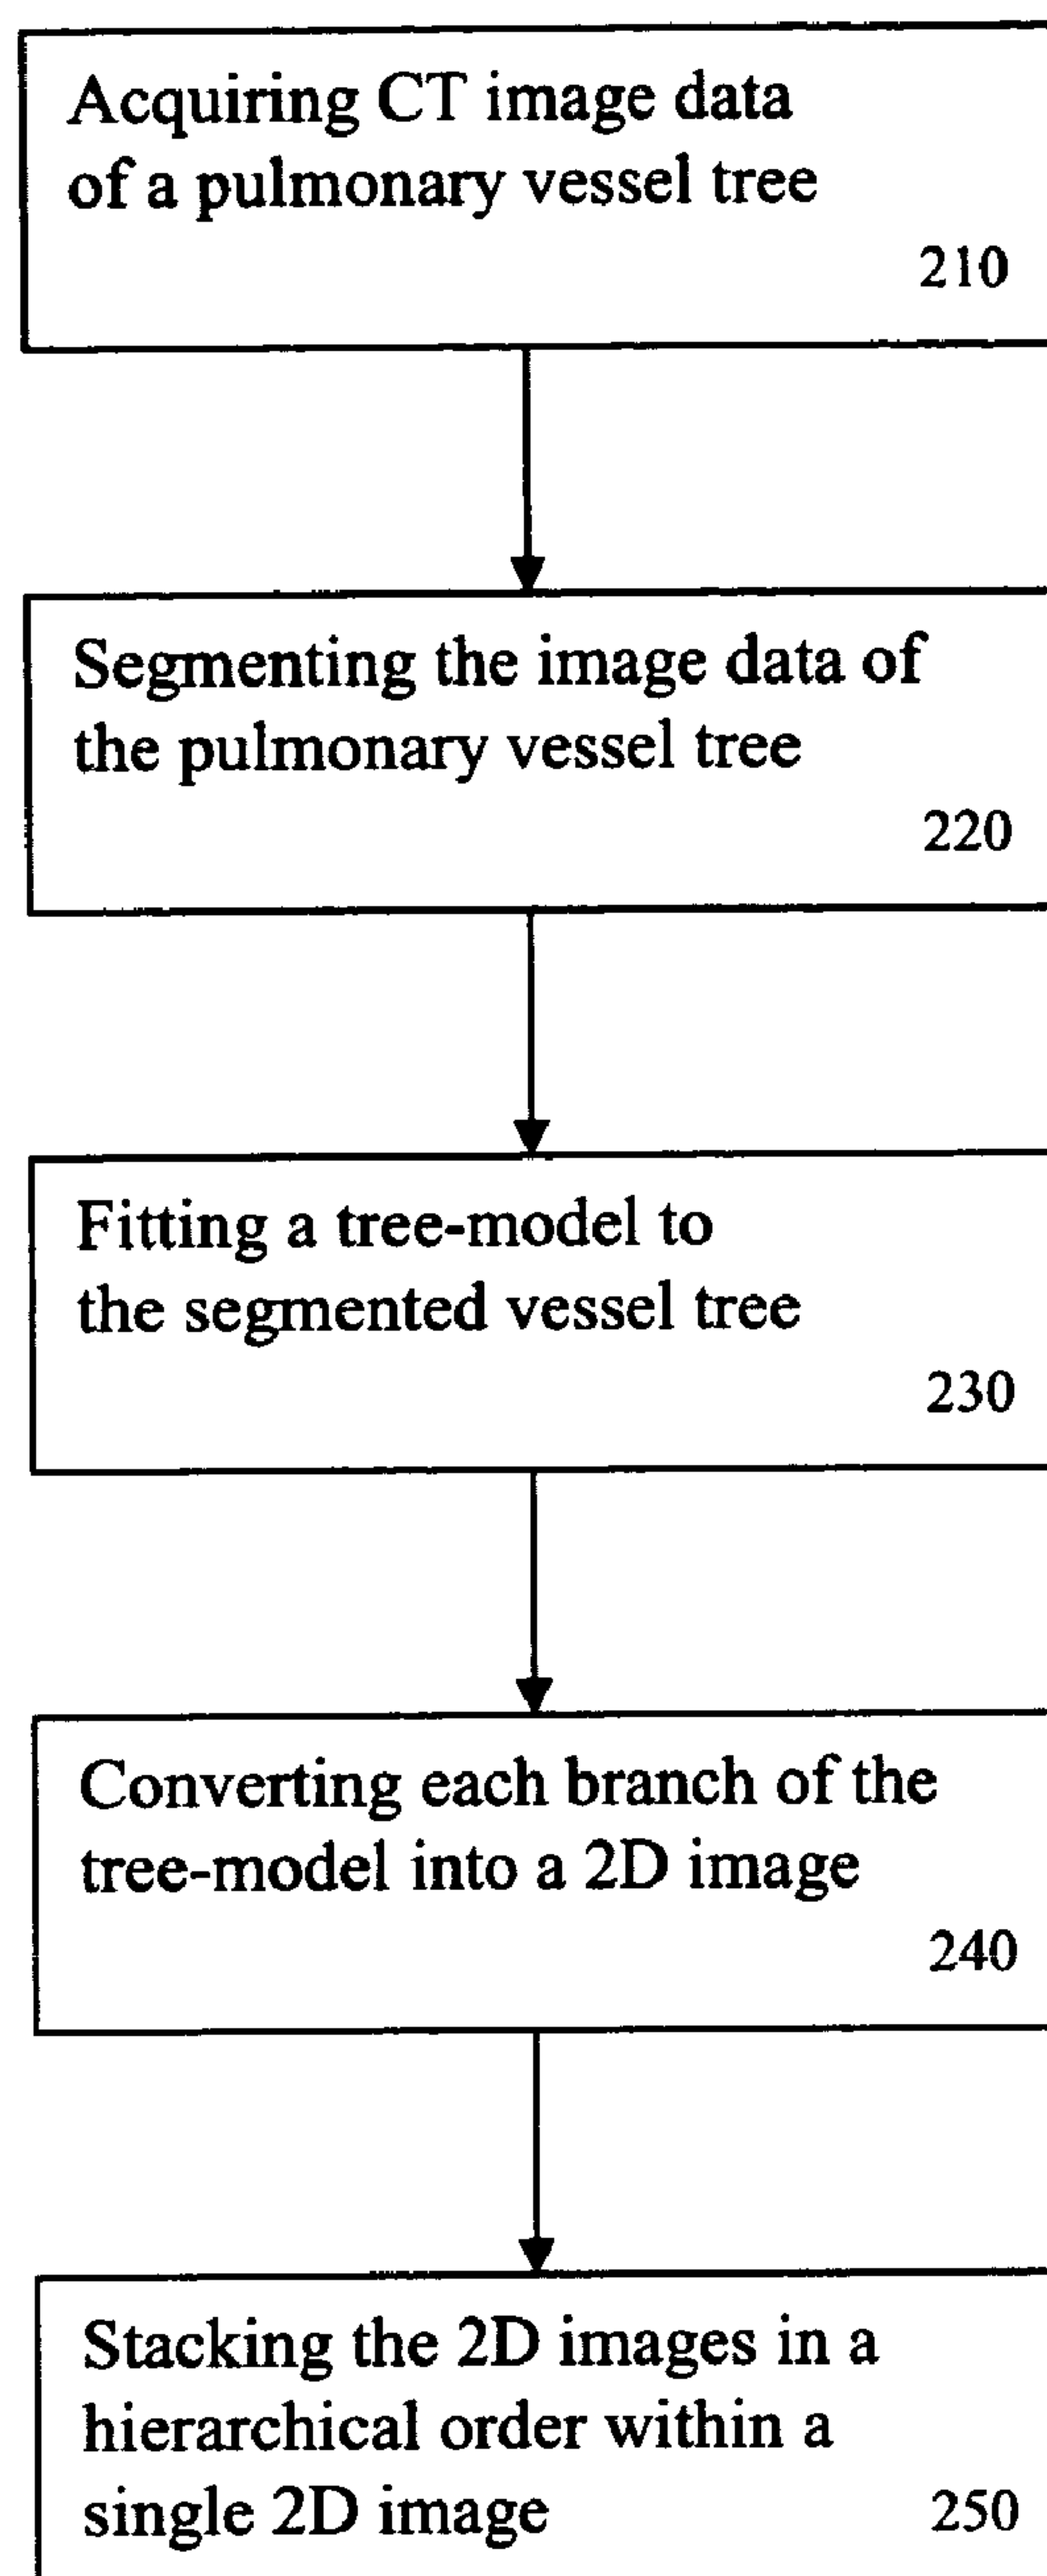 Acquiring CT image data
of a pulmonary vessel tree
210
Segmenting the image data of
the pulmonary vessel tree
220
Fitting a tree-model to
the segmented vessel tree
230
Converting each branch of the
tree-model into a 2D image
240
Stacking the 2D images in a
hierarchical order within a
single 2D image
250